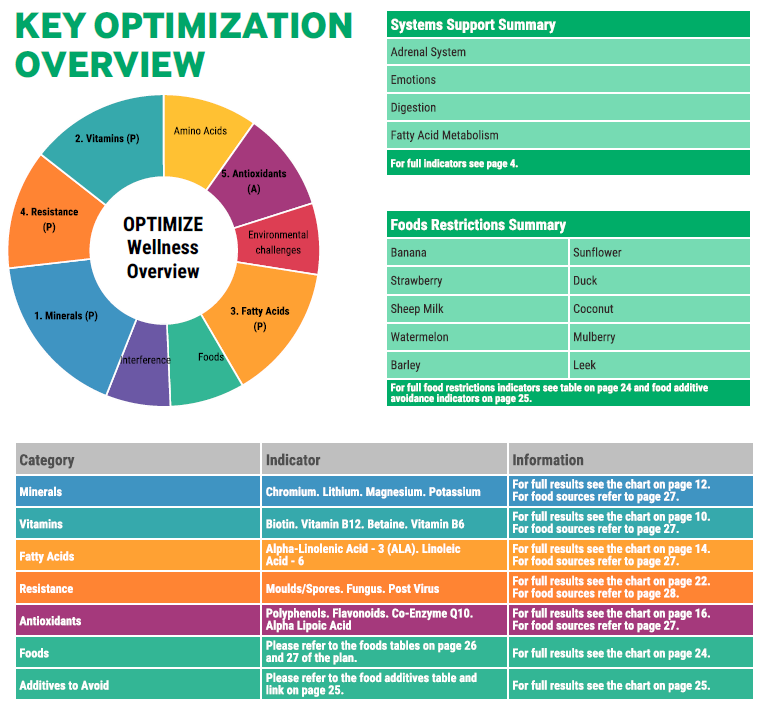 KEY OPTIMIZATION
OVERVIEW
2. Vitamins (P)
Amino Acids
5. Antioxidants
(A)
4. Resistance
(P)
OPTIMIZE
Wellness
Overview
Environmental
challenges
1. Minerals (P)
3. Fatty Acids
(P)
Interference
Foods
Systems Support Summary
Adrenal System
Emotions
Digestion
Fatty Acid Metabolism
For full indicators see page 4.
Foods Restrictions Summary
Banana Sunflower
Strawberry Duck
Sheep Milk Coconut
Watermelon Mulberry
Barley Leek
For full food restrictions indicators see table on page 24 and food additive
avoidance indicators on page 25.
Category Indicator Information
Minerals Chromium. Lithium. Magnesium. Potassium For full results see the chart on page 12.
For food sources refer to page 27.
Vitamins Biotin. Vitamin B12. Betaine. Vitamin B6 For full results see the chart on page 10.
For food sources refer to page 27.
Fatty Acids Alpha-Linolenic Acid - 3 (ALA). Linoleic For full results see the chart on page 14.
Acid - 6 For food sources refer to page 27.
Resistance Moulds/Spores. Fungus. Post Virus For full results see the chart on page 22.
For food sources refer to page 28.
Antioxidants Polyphenols. Flavonoids. Co-Enzyme Q10. For full results see the chart on page 16.
Alpha Lipoic Acid For food sources refer to page 27.
Foods Please refer to the foods tables on page 26 For full results see the chart on page 24.
and 27 of the plan.
Additives to Avoid Please refer to the food additives table and For full results see the chart on page 25.
link on page 25.